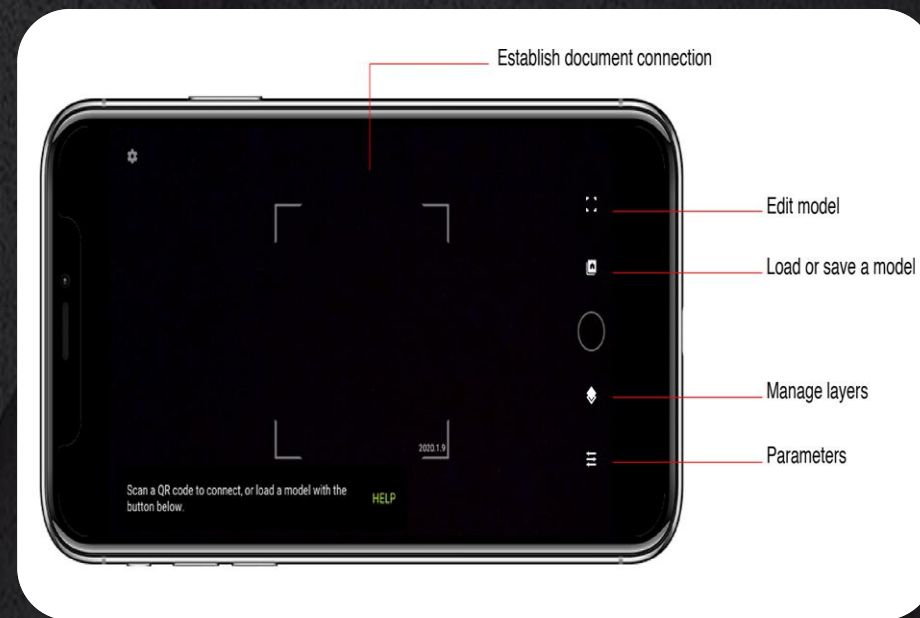 Establish document connection
Edit model
Load or save a model
Manage layers
Parameters
2020.1.9
Scan a QR code to connect, or load a model with the
button below.
HELP